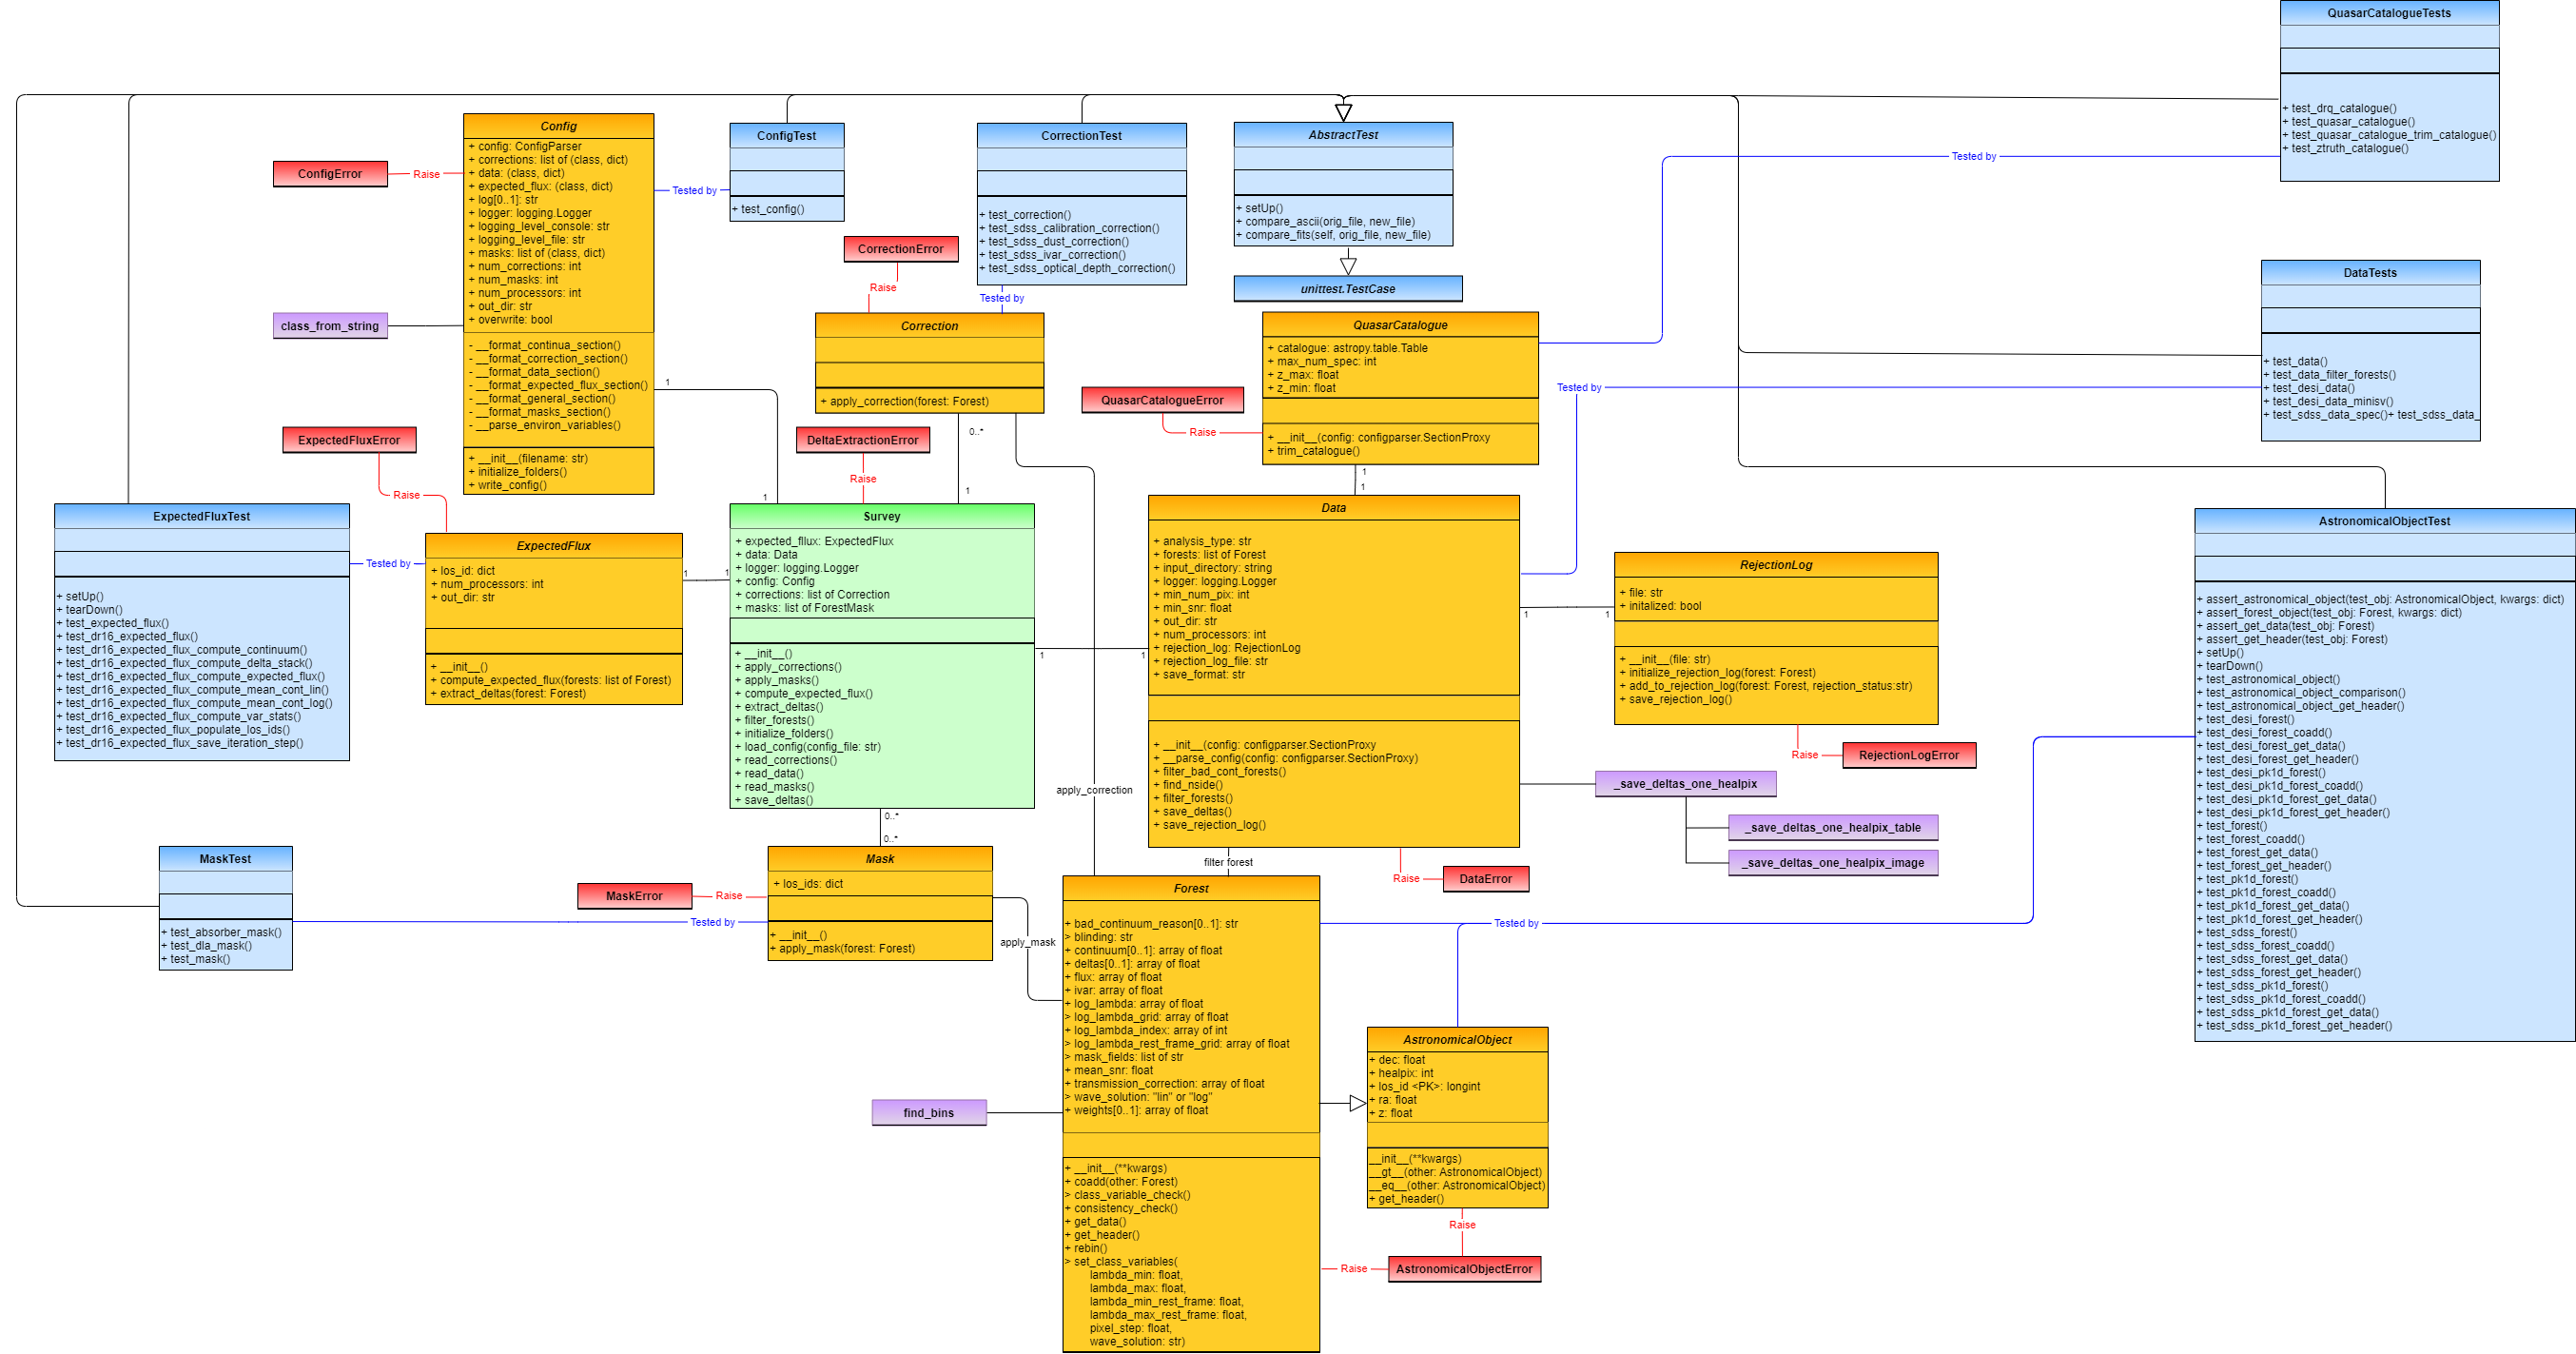 QuasarCatalogueTests
+ test_drq_catalogue()
+ test_quasar_catalogue()
+ test_quasar_catalogue_trim_catalogue()
+ test_ztruth_catalogue()
Tested by
Config
+ config: ConfigParser
+ corrections: list of (class, dict)
+ data: (class, dict)
+ expected_flux: (class, dict)
+ log[0..1]: str
+ logger: logging.Logger
+ logging_level_console: str
+ logging_level_file: str
+ masks: list of (class, dict)
+ num_corrections: int
+ num_masks: int
+ num_processors: int
+ out_dir: str
+ overwrite: bool
- __format_continua_section()
- __format_correction_section()
- __format_data_section()
- __format_expected_flux_section()
- __format_general_section()
- __format_masks_section()
- __parse_environ_variables()
+ __init__(filename: str)
+ initialize_folders()
+ write_config()
ConfigError
Raise
class_from_string
Tested by
ConfigTest
+ test_config()
CorrectionTest
+ test_correction()
+ test_sdss_calibration_correction()
+ test_sdss_dust_correction()
+ test_sdss_ivar_correction()
+ test_sdss_optical_depth_correction()
Tested by
AbstractTest
+ setUp()
+ compare_ascii(orig_file, new_file)
+ compare_fits(self, orig_file, new_file)
unittest.TestCase
CorrectionError
Raise
Correction
+ apply_correction(forest: Forest)
QuasarCatalogue
+ catalogue: astropy.table.Table
+ max_num_spec: int
+ z_max: float
+ z_min: float
+ __init__(config: configparser.SectionProxy
+ trim_catalogue()
QuasarCatalogueError
Raise
DataTests
+ test_data()
+ test_data_filter_forests()
+ test_desi_data()
+ test_desi_data_minisv()
+ test_sdss_data_spec()+ test_sdss_data_
Tested by
1
1
0..*
1
1
1
ExpectedFluxError
Raise
DeltaExtractionError
Raise
ExpectedFluxTest
+ setUp()
+ tearDown()
+ test_expected_flux()
+ test_dr16_expected_flux()
+ test_dr16_expected_flux_compute_continuum()
+ test_dr16_expected_flux_compute_delta_stack()
+ test_dr16_expected_flux_compute_expected_flux()
+ test_dr16_expected_flux_compute_mean_cont_lin()
+ test_dr16_expected_flux_compute_mean_cont_log()
+ test_dr16_expected_flux_compute_var_stats()
+ test_dr16_expected_flux_populate_los_ids()
+ test_dr16_expected_flux_save_iteration_step()
Tested by
ExpectedFlux
+ los_id: dict
+ num_processors: int
+ out_dir: str
+ __init__()
+ compute_expected_flux(forests: list of Forest)
+ extract_deltas(forest: Forest)
1
1
Survey
+ expected_fllux: ExpectedFlux
+ data: Data
+ logger: logging.Logger
+ config: Config
+ corrections: list of Correction
+ masks: list of ForestMask
+ __init__()
+ apply_corrections()
+ apply_masks()
+ compute_expected_flux()
+ extract_deltas()
+ filter_forests()
+ initialize_folders()
+ load_config(config_file: str)
+ read_corrections()
+ read_data()
+ read_masks()
+ save_deltas()
1
1
0..*
0..*
apply_correction
Data
+ analysis_type: str
+ forests: list of Forest
+ input_directory: string
+ logger: logging.Logger
+ min_num_pix: int
+ min_snr: float
+ out_dir: str
+ num_processors: int
+ rejection_log: RejectionLog
+ rejection_log_file: str
+ save_format: str
+ __init__(config: configparser.SectionProxy
+ __parse_config(config: configparser.SectionProxy)
+ filter_bad_cont_forests()
+ find_nside()
+ filter_forests()
+ save_deltas()
+ save_rejection_log()
1
1
RejectionLog
+ file: str
+ initalized: bool
+ __init__(file: str)
+ initialize_rejection_log(forest: Forest)
+ add_to_rejection_log(forest: Forest, rejection_status:str)
+ save_rejection_log()
Raise
RejectionLogError
_save_deltas_one_healpix
_save_deltas_one_healpix_table
_save_deltas_one_healpix_image
filter forest
Raise
DataError
AstronomicalObjectTest
+ assert_astronomical_object(test_obj: AstronomicalObject, kwargs: dict)
+ assert_forest_object(test_obj: Forest, kwargs: dict)
+ assert_get_data(test_obj: Forest)
+ assert_get_header(test_obj: Forest)
+ setUp()
+ tearDown()
+ test_astronomical_object()
+ test_astronomical_object_comparison()
+ test_astronomical_object_get_header()
+ test_desi_forest()
+ test_desi_forest_coadd()
+ test_desi_forest_get_data()
+ test_desi_forest_get_header()
+ test_desi_pk1d_forest()
+ test_desi_pk1d_forest_coadd()
+ test_desi_pk1d_forest_get_data()
+ test_desi_pk1d_forest_get_header()
+ test_forest()
+ test_forest_coadd()
+ test_forest_get_data()
+ test_forest_get_header()
+ test_pk1d_forest()
+ test_pk1d_forest_coadd()
+ test_pk1d_forest_get_data()
+ test_pk1d_forest_get_header()
+ test_sdss_forest()
+ test_sdss_forest_coadd()
+ test_sdss_forest_get_data()
+ test_sdss_forest_get_header()
+ test_sdss_pk1d_forest()
+ test_sdss_pk1d_forest_coadd()
+ test_sdss_pk1d_forest_get_data()
+ test_sdss_pk1d_forest_get_header()
MaskTest
+ test_absorber_mask()
+ test_dla_mask()
+ test_mask()
MaskError
Raise
Tested by
Mask
+ los_ids: dict
+ __init__()
+ apply_mask(forest: Forest)
apply_mask
Forest
+ bad_continuum_reason[0..1]: str
> blinding: str
+ continuum[0..1]: array of float
+ deltas[0..1]: array of float
+ flux: array of float
+ ivar: array of float
+ log_lambda: array of float
> log_lambda_grid: array of float
+ log_lambda_index: array of int
> log_lambda_rest_frame_grid: array of float
> mask_fields: list of str
+ mean_snr: float
+ transmission_correction: array of float
> wave_solution: "lin" or "log"
+ weights[0..1]: array of float
+ __init__(**kwargs)
+ coadd(other: Forest)
> class_variable_check()
+ consistency_check()
+ get_data()
+ get_header()
+ rebin()
> set_class_variables(
lambda_min: float,
lambda_max: float,
lambda_min_rest_frame: float,
lambda_max_rest_frame: float,
pixel_step: float,
wave_solution: str)
Tested by
find_bins
AstronomicalObject
+ dec: float
+ healpix: int
+ los_id <PK>: longint
+ ra: float
+ z: float
__init__(**kwargs)
__gt__(other: AstronomicalObject)
__eq__(other: AstronomicalObject)
+ get_header()
Raise
Raise
AstronomicalObjectError